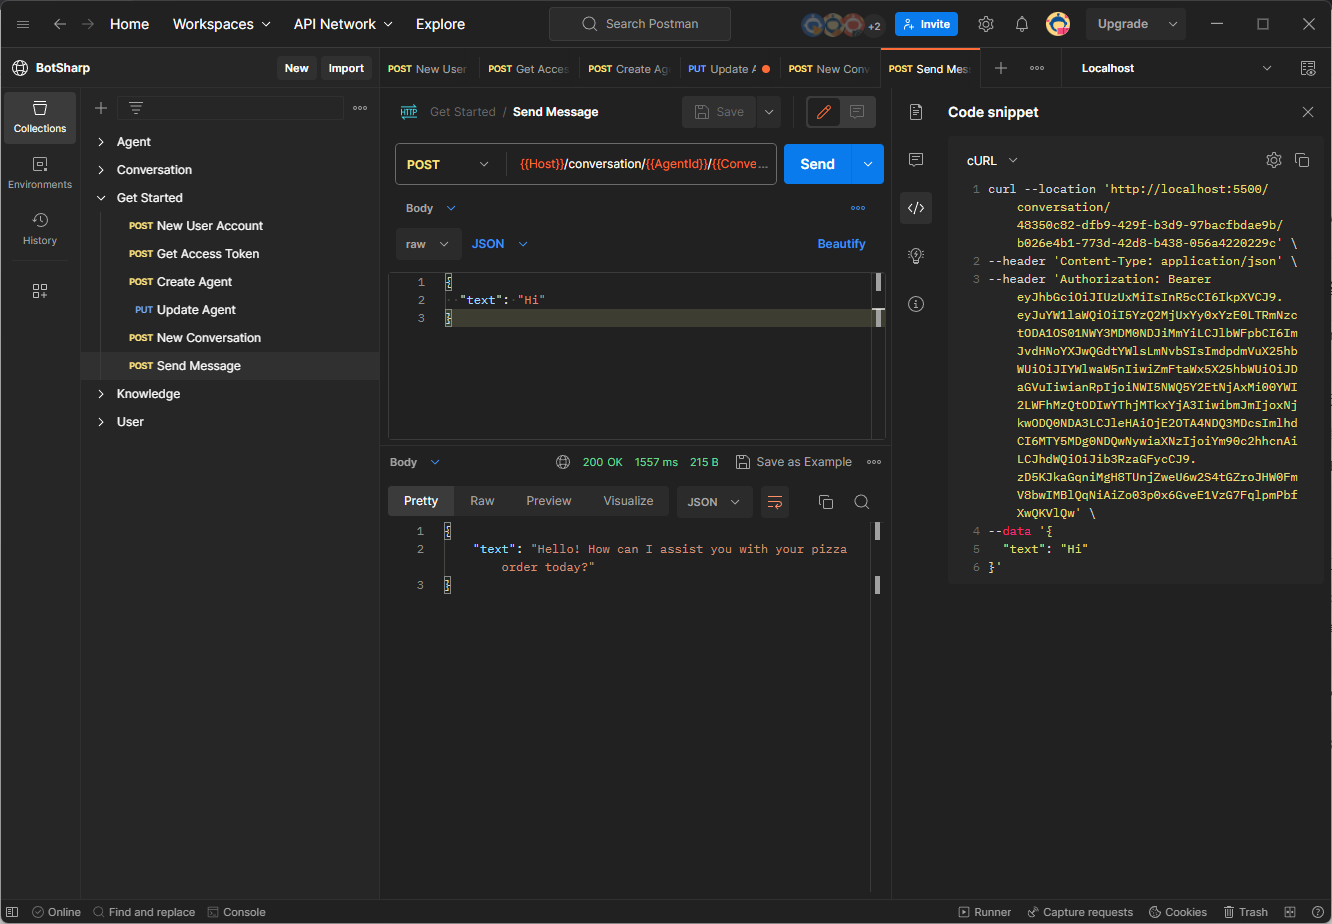 Home Workspaces API Network Explore Search Postman +2 Invite Upgrade
BotSharp New Import POST New User POST Get Acces POST Create Ag PUT Update A POST New Conv POST Send Mes Localhost
Collections
Environments
History
Agent
Conversation
Get Started
POST New User Account
POST Get Access Token
POST Create Agent
PUT Update Agent
POST New Conversation
POST Send Message
Knowledge
User
HTTP Get Started / Send Message Save
POST {{Host}}/conversation/{{AgentId}}/{{Conve... Send
Body
raw JSON Beautify
1 {
2 "text": "Hi"
3 }
Body 200 OK 1557 ms 215 B Save as Example
Pretty Raw Preview Visualize JSON
1 {
2 "text": "Hello! How can I assist you with your pizza
order today?"
3 }
Code snippet
cURL
1 curl --location 'http://localhost:5500/
conversation/
48350c82-dfb9-429f-b3d9-97bacfbdae9b/
b026e4b1-773d-42d8-b438-056a4220229c' \
2 --header 'Content-Type: application/json' \
3 --header 'Authorization: Bearer
eyJhbGciOiJIUzUxMiIsInR5cCI6IkpXVCJ9.
eyJuYW1laWQiOiI5YzQ2MjUxYy0xYzE0LTRmNzc
tODA1OS01NWY3MDM0NDJiMmYiLCJlbWFpbCI6Im
JvdHNoYXJwQGdtYWlsLmNvbSIsImdpdmVuX25hb
WUiOiJIYWlwaW5nIiwiZmFtaWx5X25hbWUiOiJD
aGVuIiwianRpIjoiNWI5NWQ5Y2EtNjAxMi00YWI
2LWFhMzQtODIwYThjMTkxYjA3IiwibmJmIjoxNj
kwODQ0NDA3LCJleHAiOjE2OTA4NDQ3MDcsImlhd
CI6MTY5MDg0NDQwNywiaXNzIjoiYm90c2hhcnAi
LCJhdWQiOiJib3RzaGFycCJ9.
zD5KJkaGqniMgH8TUnjZweU6w2S4tGZroJHW0Fm
V8bwIMBlQqNiAiZo03p0x6GveE1VzG7FqlpmPbf
XwQKVlQw' \
4 --data '{
5 "text": "Hi"
6 }'
Online Find and replace Console Runner Capture requests Cookies Trash